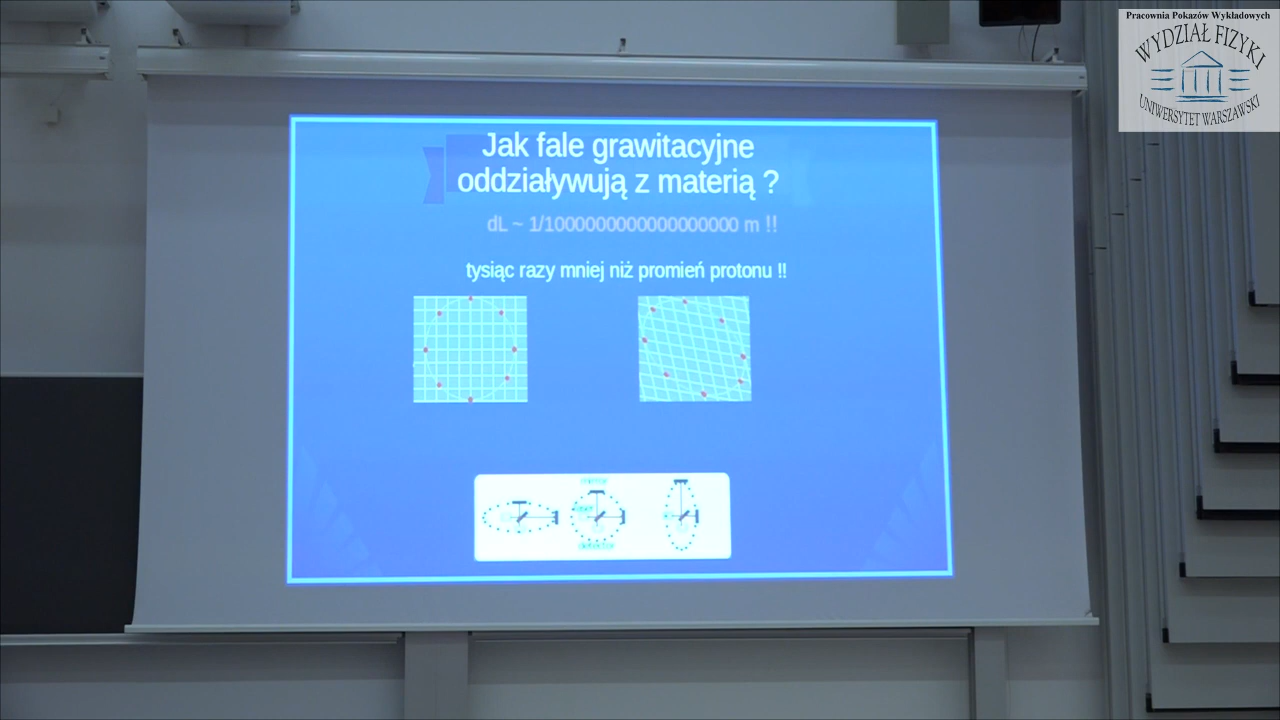 Pracownia Pokazów Wykładowych
WYDZIAŁ FIZYKI
UNIWERSYTET WARSZAWSKI
Jak fale grawitacyjne
oddziaływują z materią ?
dL ~ 1/1000000000000000000 m !!
tysiąc razy mniej niż promień protonu !!